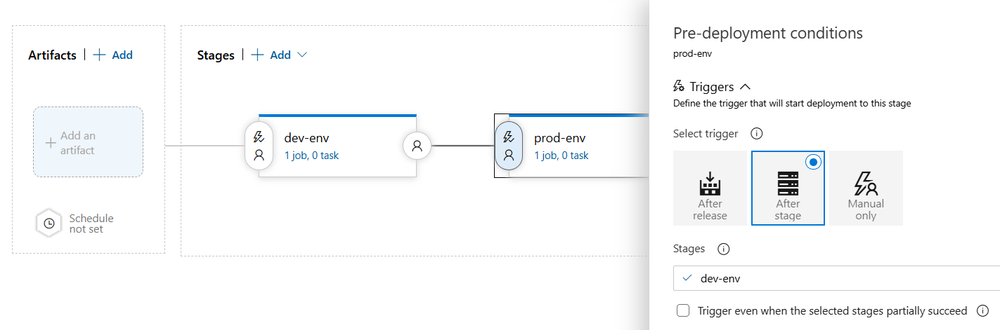 Artifacts | + Add
Add an
artifact
Schedule
not set
Stages | + Add
dev-env
1 job, 0 task
prod-env
1 job, 0 task
Pre-deployment conditions
prod-env
Triggers
Define the trigger that will start deployment to this stage
Select trigger
After
release
After
stage
Manual
only
Stages
dev-env
Trigger even when the selected stages partially succeed